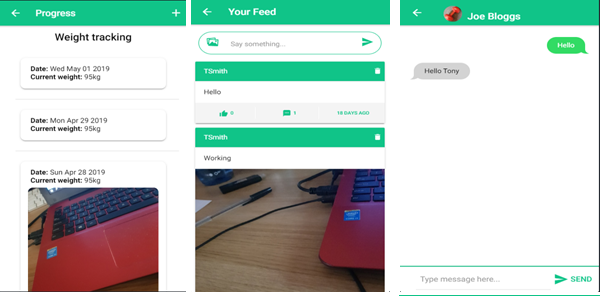 Progress
Weight tracking
Date: Wed May 01 2019
Current weight: 95kg
Date: Mon Apr 29 2019
Current weight: 95kg
Date: Sun Apr 28 2019
Current weight: 95kg
Your Feed
Say something...
TSmith
Hello
0
1
18 DAYS AGO
TSmith
Working
Joe Bloggs
Hello
Hello Tony
Type message here...
SEND